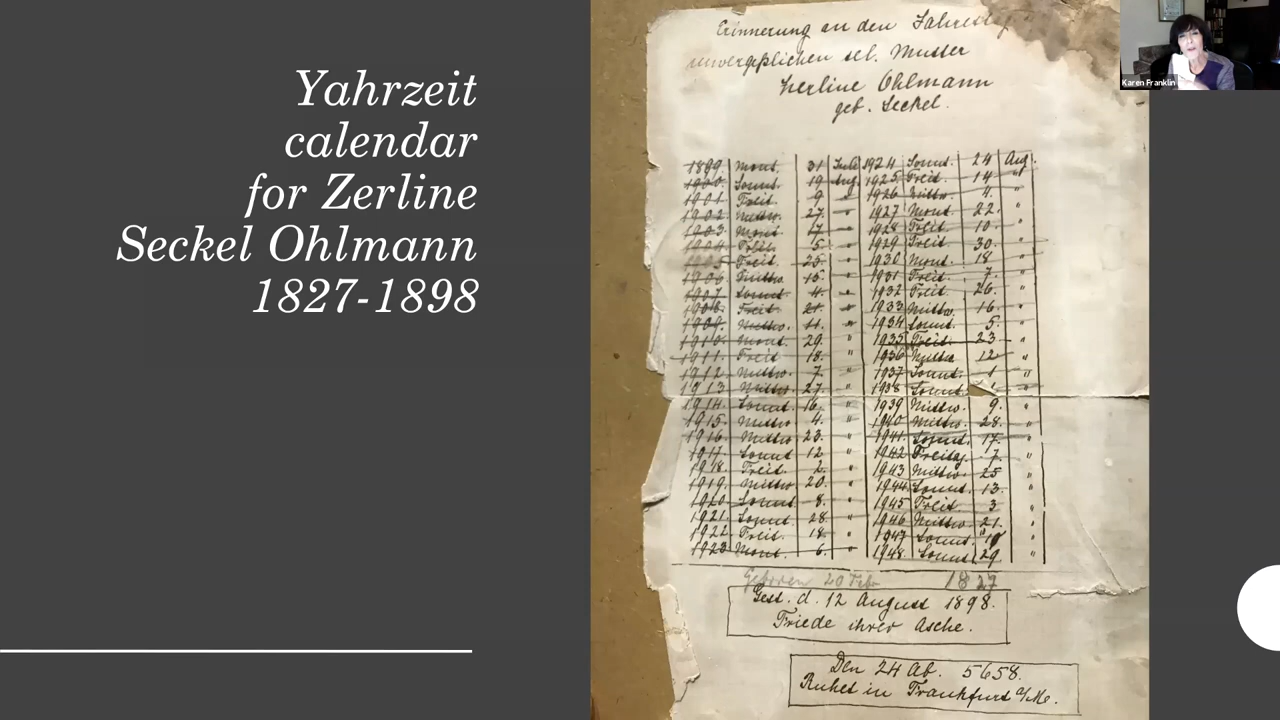 Yahrzeit
calendar
for Zerline
Seckel Ohlmann
1827-1898
Karen Franklin
Erinnerung an den Jahrestag
unvergeßlichen sel. Mutter
Zerline Ohlmann
geb. Seckel.
1899 Mont. 31 Juli 1924 Sonnt. 24 Aug.
1900 Sonnt. 19 Aug. 1925 Freit. 14 "
1901 Freit. 9 " 1926 Mittw. 4. "
1902 27. " 1927 Mont. 22. "
1903 Mont 17 " 1928 Freit. 10. "
1904 5. " 1929 Freit 30. "
1905 Freit. 25. " 1930 Mont. 18 "
1906 Mittw. 15. " 1931 Freit. 7. "
1907 Sonnt 4. " 1932 Freit. 26. "
1908. Freit. 21. " 1933 Mittw. 16. "
1909. Mittw. 11. " 1934 Sonnt. 5. "
1910. Mont. 29. " 1935 Freit. 23 "
1911. Freit 18. " 1936 Mittw 12. "
1912. Mittw. 7. " 1937 Sonnt. 1 "
1913 Mittw. 27. " 1938 Sonnt. "
1914. Sonnt. 16. " 1939 Mittw. 9. "
1915. Mittw 4. " 1940 Mittw. 28. "
1916 Mittw 23. " 1941. Sonnt. 17. "
1917 Sonnt 12 " 1942 Freitag 7. "
1918. Freit. 2. " 1943 Mittw. 25 "
1919. Mittw 20. " 1944 Sonnt. 13. "
1920 Sonnt 8. " 1945 Freit. 3 "
1921. Sonnt. 28. " 1946 Mittw. 21. "
1922 Freit. 18. " 1947 Sonnt. "
1923 Mont. 6. " 1948. Sonnt 29 "
Geboren 20 Febr 1827
Gest. d. 12 August 1898.
Friede ihrer Asche.
Den 24 Ab. 5658.
Ruhet in Frankfurt a/M.